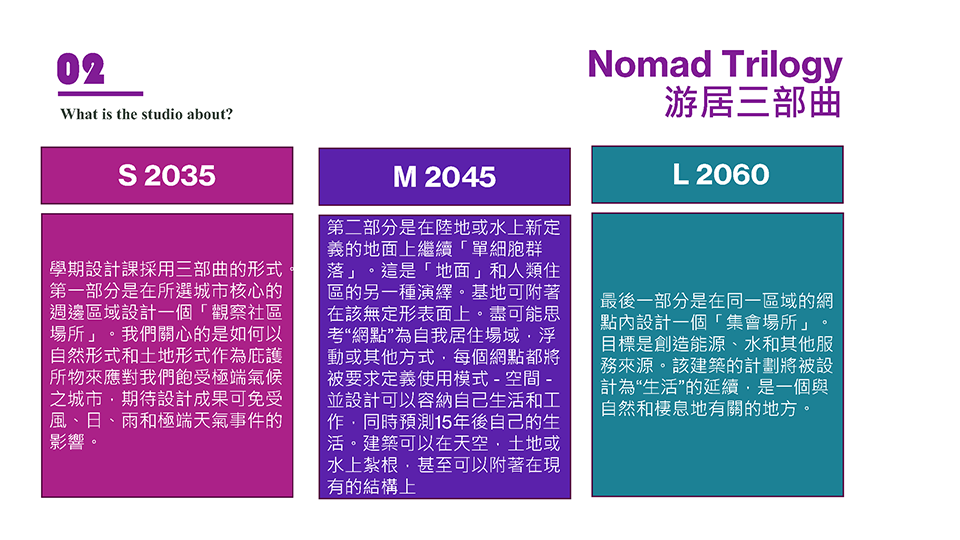 02
What is the studio about?
Nomad Trilogy
游居三部曲
S 2035
學期設計課採用三部曲的形式。
第一部分是在所選城市核心的
週邊區域設計一個「觀察社區
場所」。我們關心的是如何以
自然形式和土地形式作為庇護
所物來應對我們飽受極端氣候
之城市，期待設計成果可免受
風、日、雨和極端天氣事件的
影響。
M 2045
第二部分是在陸地或水上新定
義的地面上繼續「單細胞群
落」。這是「地面」和人類住
區的另一種演繹。基地可附著
在該無定形表面上。盡可能思
考“網點”為自我居住場域，浮
動或其他方式，每個網點都將
被要求定義使用模式 - 空間 -
並設計可以容納自己生活和工
作，同時預測15年後自己的生
活。建築可以在天空，土地或
水上紮根，甚至可以附著在現
有的結構上
L 2060
最後一部分是在同一區域的網
點內設計一個「集會場所」。
目標是創造能源、水和其他服
務來源。該建築的計劃將被設
計為“生活”的延續，是一個與
自然和棲息地有關的地方。